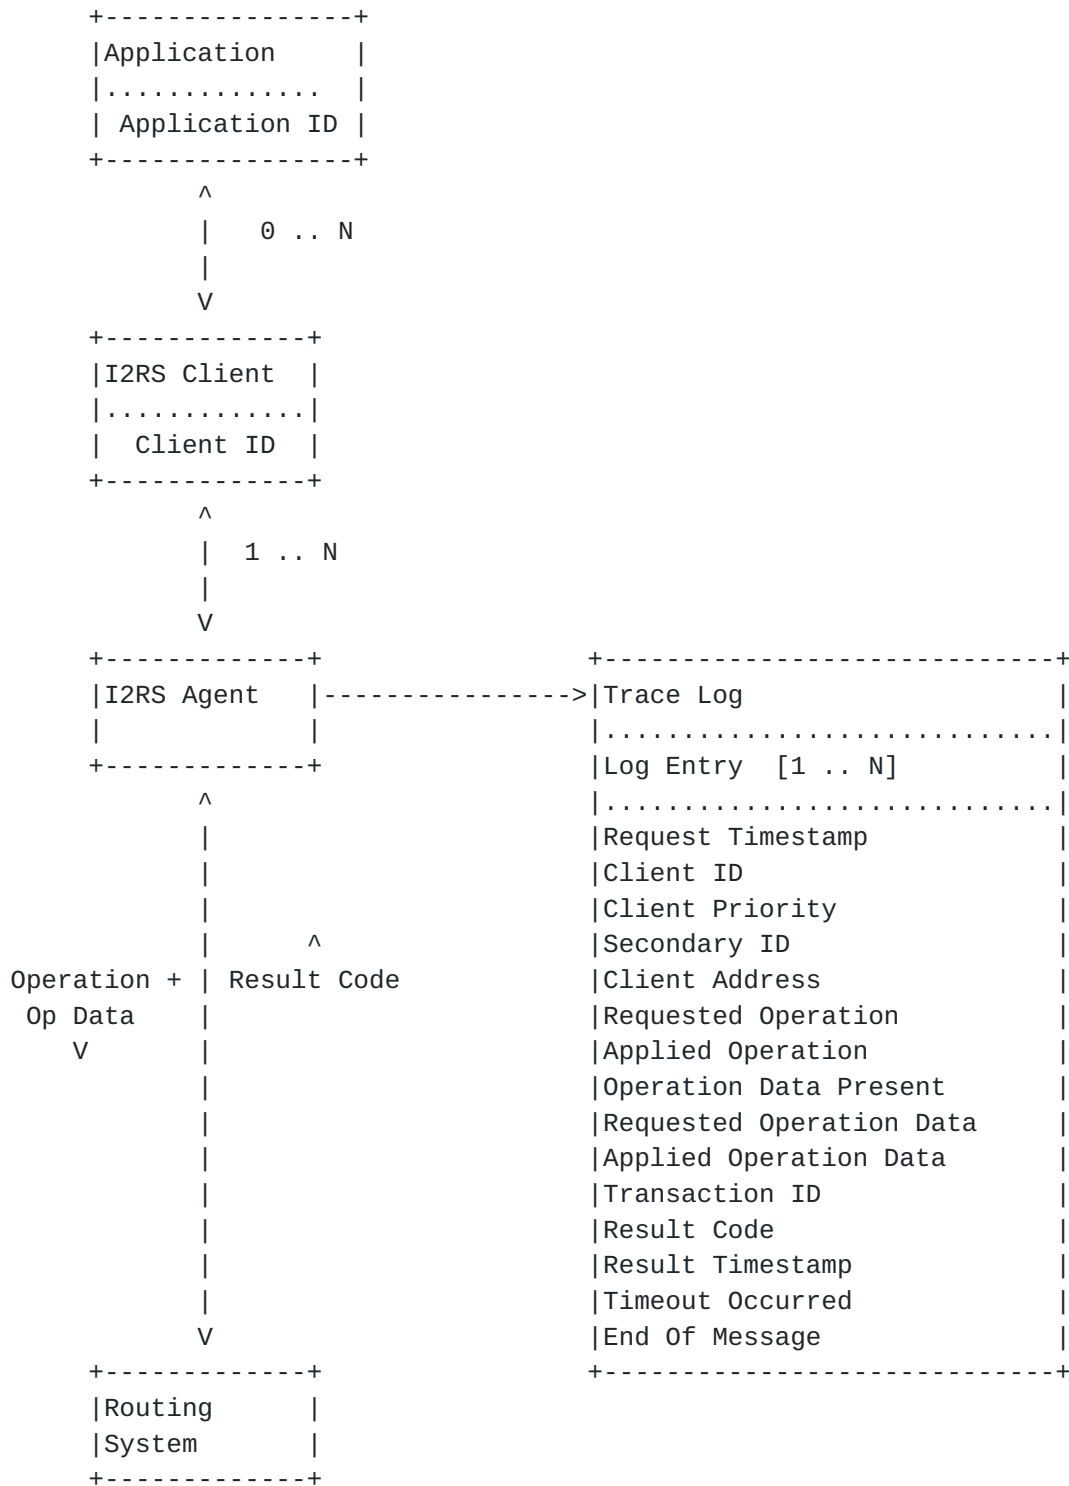 +----------------+
|Application     |
|..............  |
| Application ID |
+----------------+
^
|   0 .. N
|
V
+-------------+
|I2RS Client  |
|.............|
|  Client ID  |
+-------------+
^
|  1 .. N
|
V
+-------------+                 +-----------------------------+
|I2RS Agent   |---------------->|Trace Log                    |
|             |                 |.............................|
+-------------+                 |Log Entry  [1 .. N]          |
^                        |.............................|
|                        |Request Timestamp            |
|                        |Client ID                    |
|                        |Client Priority              |
|      ^                 |Secondary ID                 |
Operation + | Result Code            |Client Address               |
Op Data    |                        |Requested Operation          |
V       |                        |Applied Operation            |
|                        |Operation Data Present       |
|                        |Requested Operation Data     |
|                        |Applied Operation Data       |
|                        |Transaction ID               |
|                        |Result Code                  |
|                        |Result Timestamp             |
|                        |Timeout Occurred             |
V                        |End Of Message               |
+-------------+                 +-----------------------------+
|Routing      |
|System       |
+-------------+